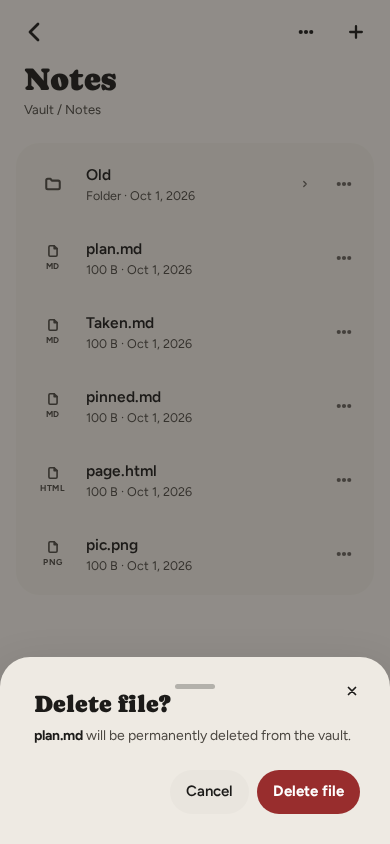 Notes
Vault / Notes
Old
Folder · Oct 1, 2026
plan.md
MD
100 B · Oct 1, 2026
Taken.md
MD
100 B · Oct 1, 2026
pinned.md
MD
100 B · Oct 1, 2026
page.html
HTML
100 B · Oct 1, 2026
pic.png
PNG
100 B · Oct 1, 2026
Delete file?
plan.md will be permanently deleted from the vault.
Cancel
Delete file